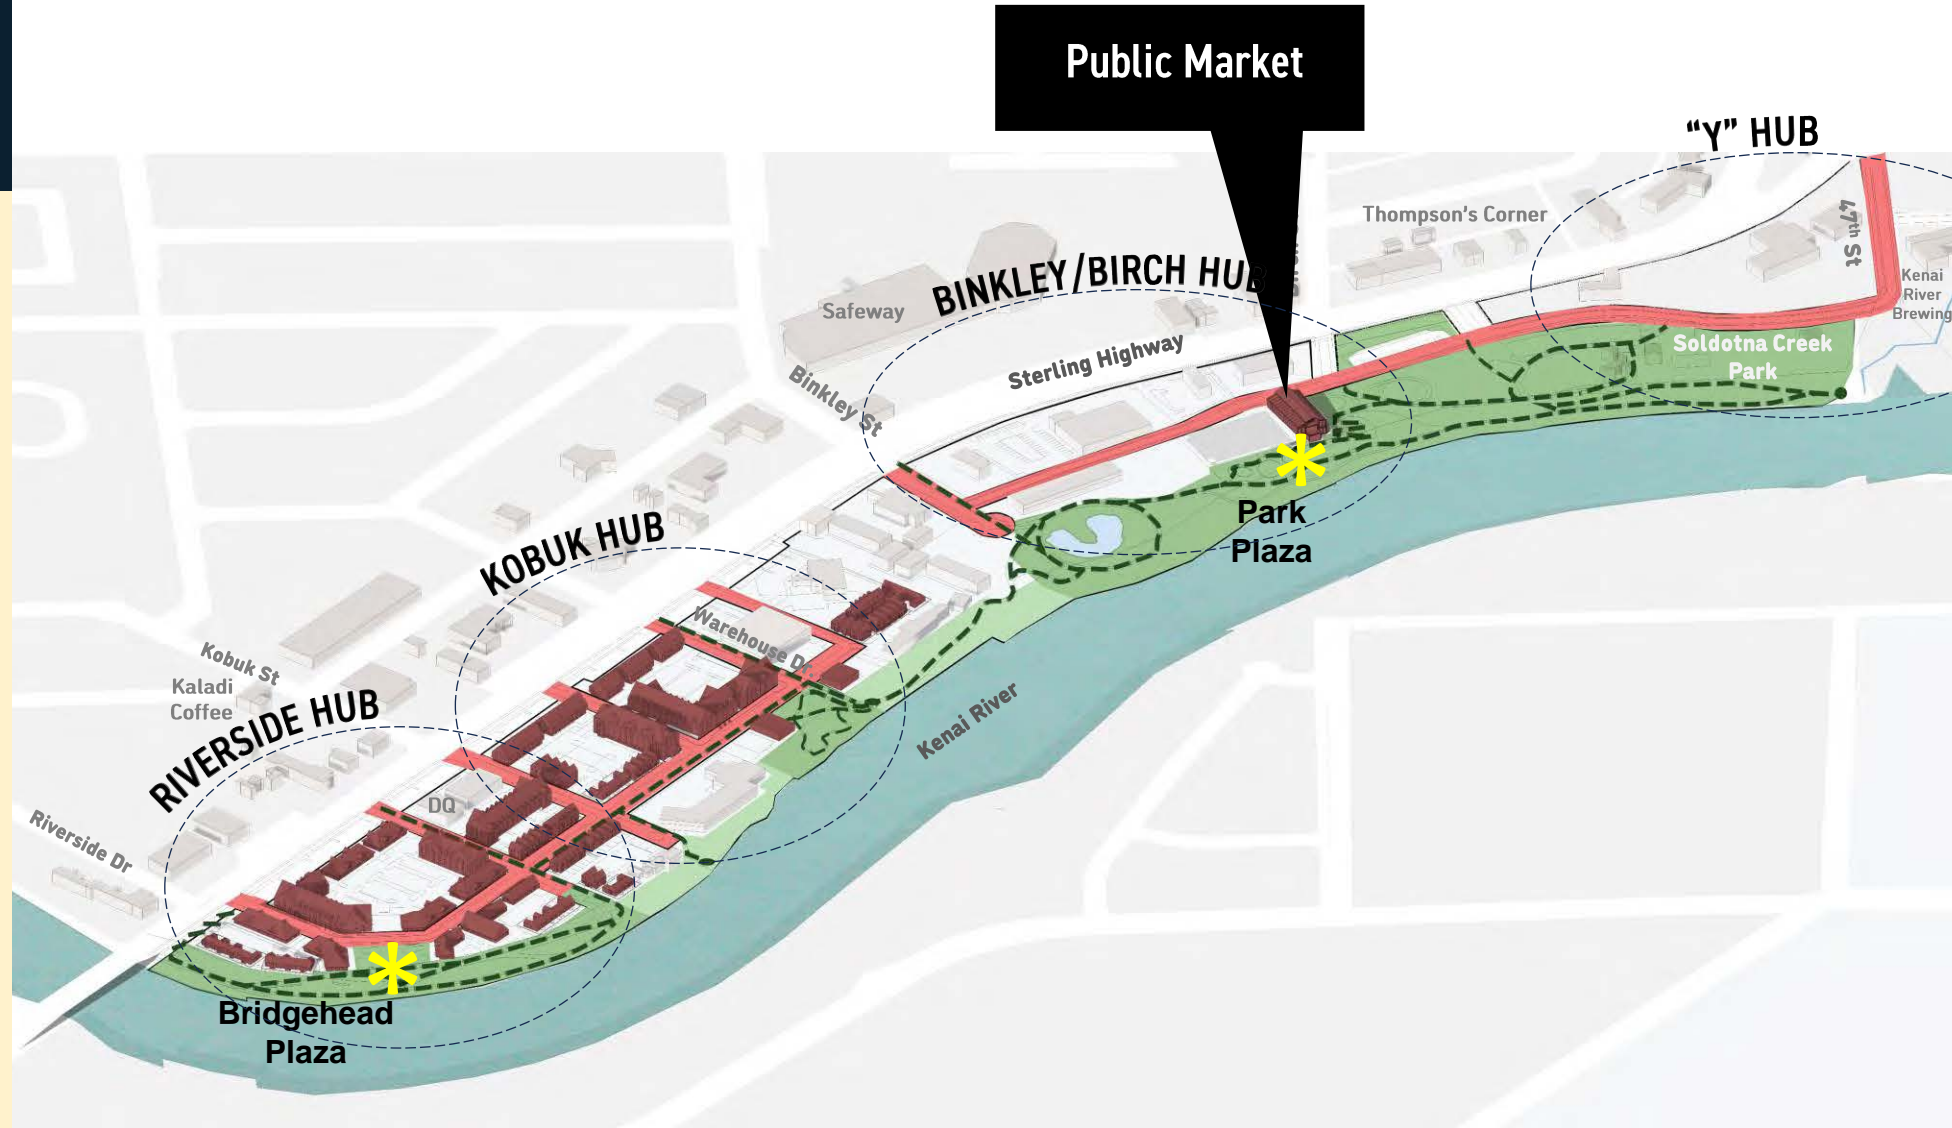 Public Market
“Y” HUB
Thompson’s Corner
47th St
Kenai
River
Brewing
BINKLEY/BIRCH HUB
Safeway
Sterling Highway
Soldotna Creek
Park
Binkley St
Park
Plaza
KOBUK HUB
Warehouse Dr.
Kobuk St
Kaladi
Coffee
Kenai River
RIVERSIDE HUB
DQ
Riverside Dr
Bridgehead
Plaza